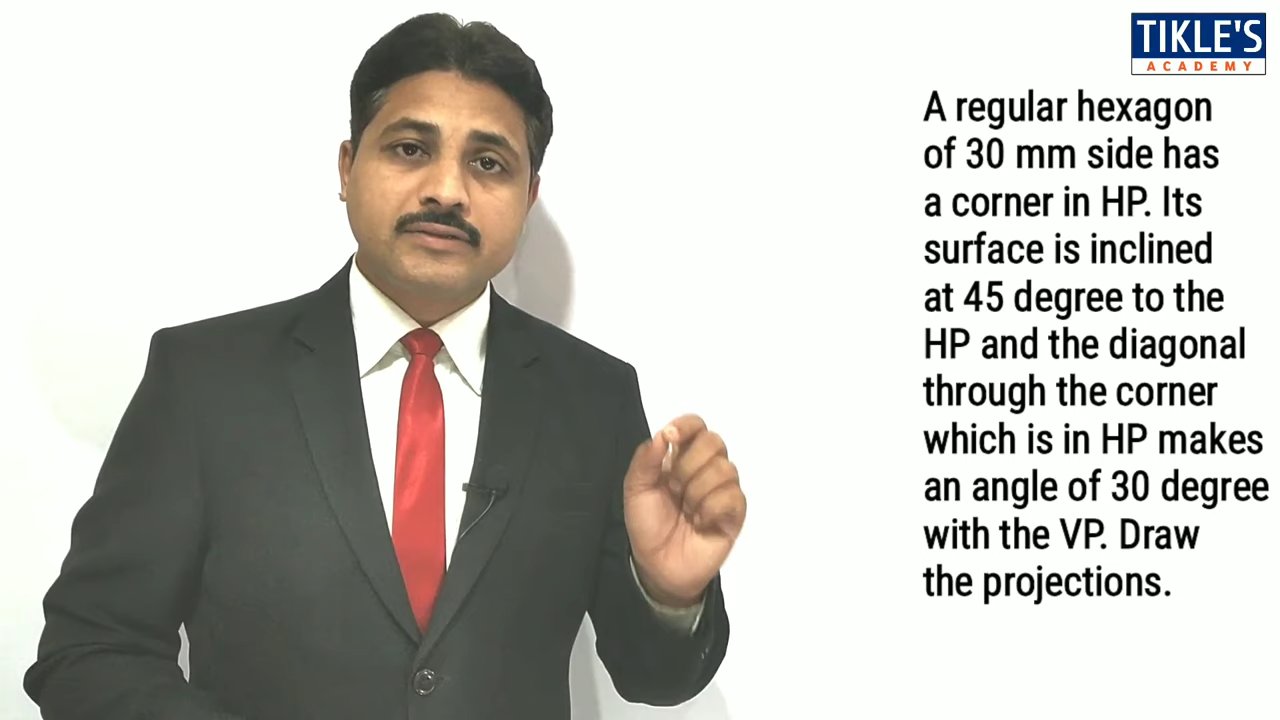 TIKLE'S
ACADEMY
A regular hexagon
of 30 mm side has
a corner in HP. Its
surface is inclined
at 45 degree to the
HP and the diagonal
through the corner
which is in HP makes
an angle of 30 degree
with the VP. Draw
the projections.